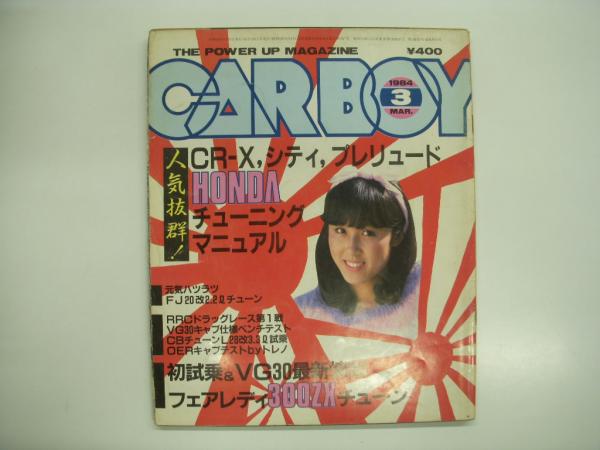 THE POWER UP MAGAZINE
¥400
CARBOY
1984
3
MAR.
人気抜群!
CR-X,シティ,プレリュード
HONDA
チューニング
マニュアル
元気ハツラツ
FJ20改2.2ℓチューン
RRCドラッグレース第1戦
VG30キャブ仕様ベンチテスト
CBチューンL28改3.3ℓ試乗
OERキャブテストbyトレノ
初試乗&VG30最新
フェアレディ300ZXチューン